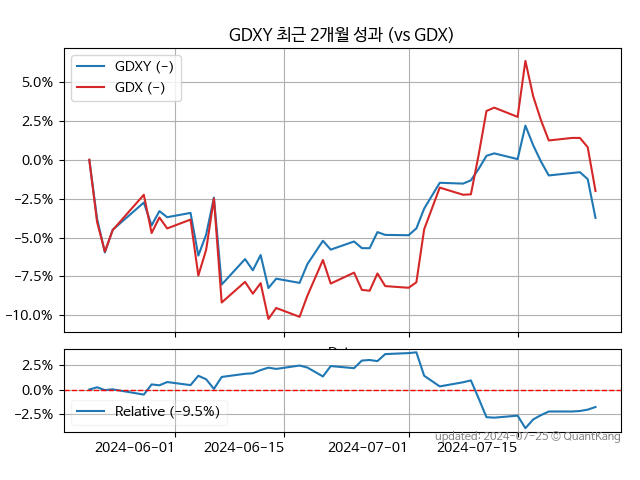 GDXY 최근 2개월 성과 (vs GDX)
GDXY (-)
GDX (-)
5.0%
2.5%
0.0%
−2.5%
−5.0%
−7.5%
−10.0%
2.5%
0.0%
−2.5%
Relative (-9.5%)
2024-06-01
2024-06-15
2024-07-01
2024-07-15
updated: 2024-07-25 © QuantKang